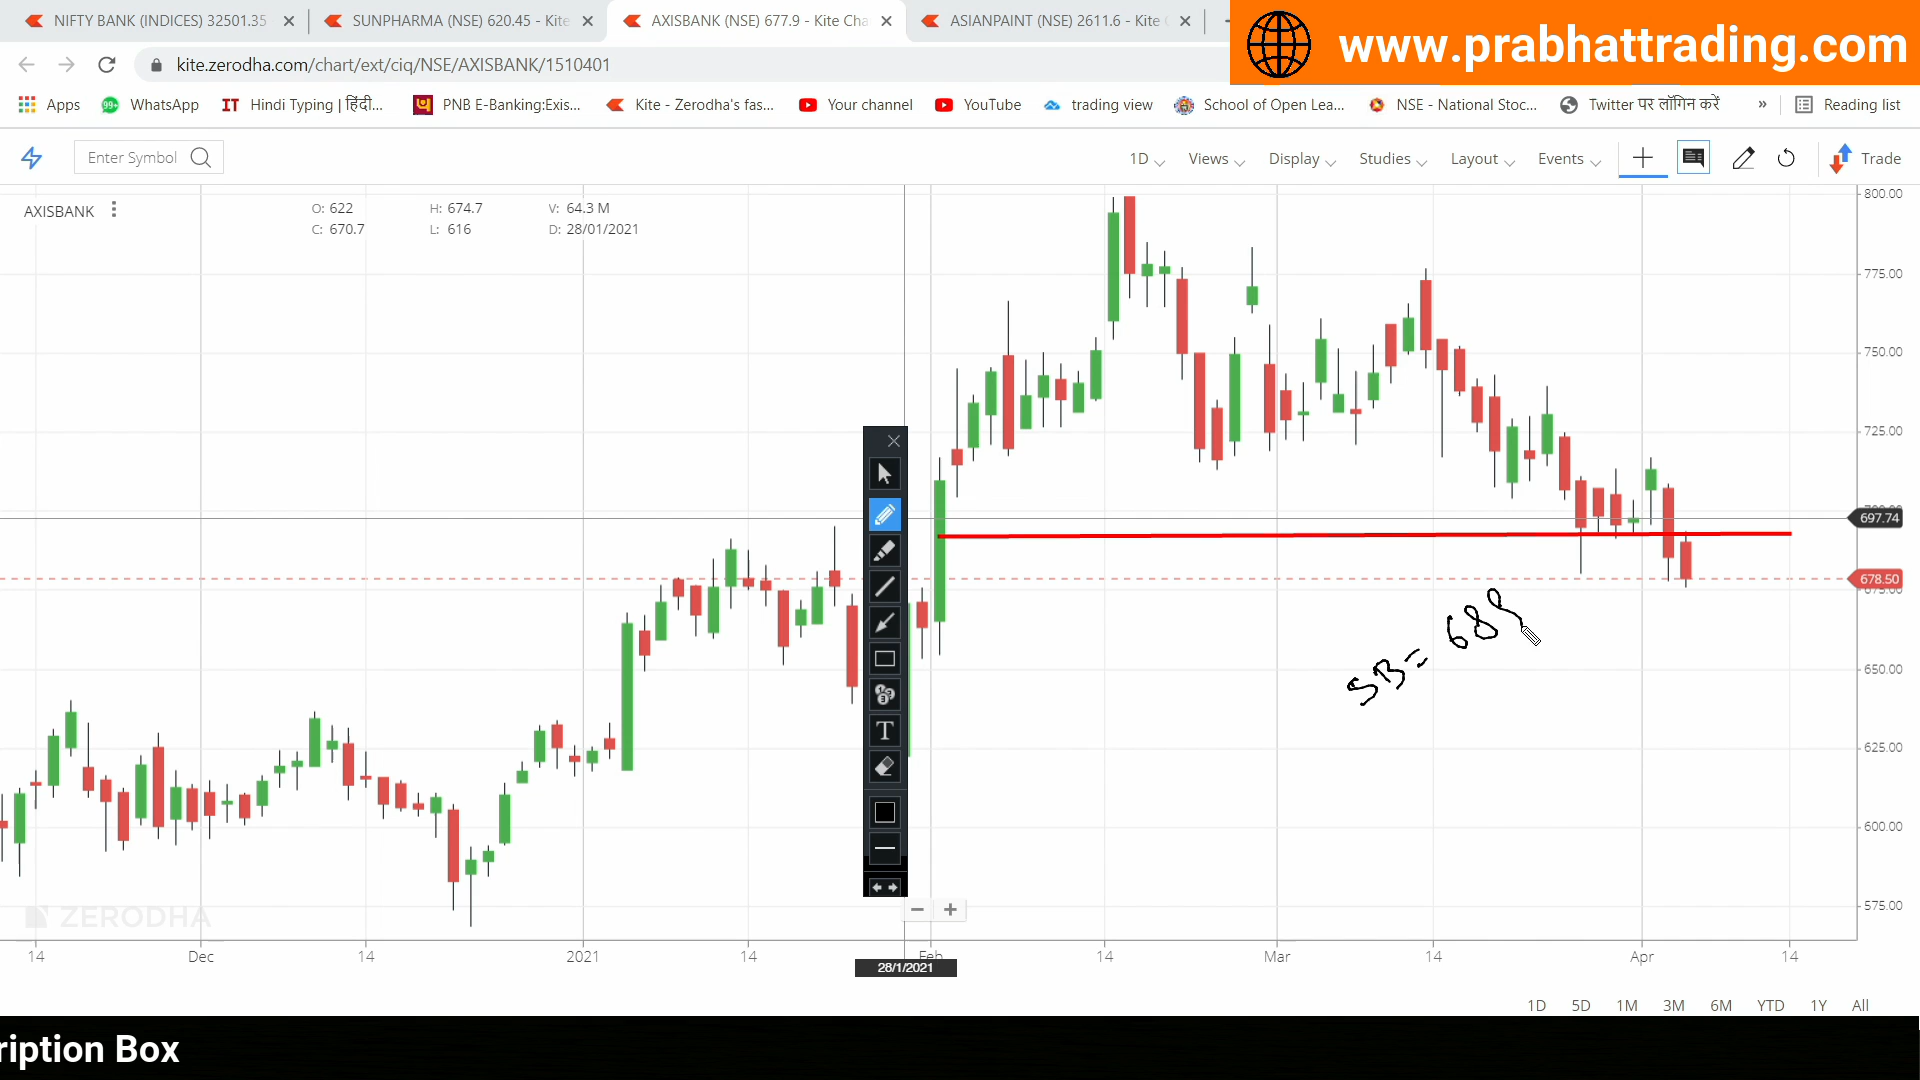 NIFTY BANK (INDICES) 32501.35
SUNPHARMA (NSE) 620.45 - Kite
AXISBANK (NSE) 677.9 - Kite Cha
ASIANPAINT (NSE) 2611.6 - Kite
www.prabhattrading.com
kite.zerodha.com/chart/ext/ciq/NSE/AXISBANK/1510401
Apps 99+ WhatsApp IT Hindi Typing | हिंदी... PNB E-Banking:Exis... Kite - Zerodha's fas... Your channel YouTube trading view School of Open Lea... NSE - National Stoc... Twitter पर लॉगिन करें » Reading list
Enter Symbol 1D Views Display Studies Layout Events Trade
AXISBANK O: 622 H: 674.7 V: 64.3 M
C: 670.7 L: 616 D: 28/01/2021
800.00
775.00
750.00
725.00
697.74
678.50
675.00
650.00
625.00
600.00
575.00
SB = 689
T
ZERODHA
14 Dec 14 2021 14 Feb 14 Mar 14 Apr 14
28/1/2021
1D 5D 1M 3M 6M YTD 1Y All
ription Box